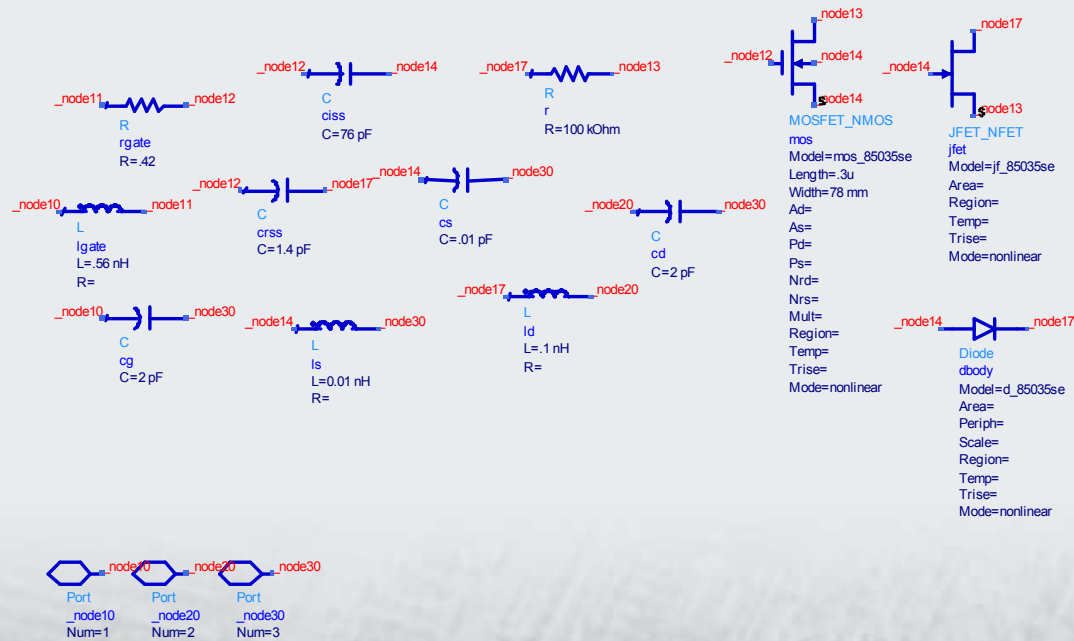 _node13
_node17
_node12
_node14
_node17
_node13
_node12
_node14
_node14
_node11
_node12
C
ciss
C=76 pF
R
r
R=100 kOhm
_node14
S
_node13
S
R
rgate
R=.42
MOSFET_NMOS
mos
Model=mos_85035se
Length=.3u
Width=78 mm
Ad=
As=
Pd=
Ps=
Nrd=
Nrs=
Mult=
Region=
Temp=
Trise=
Mode=nonlinear
JFET_NFET
jfet
Model=jf_85035se
Area=
Region=
Temp=
Trise=
Mode=nonlinear
_node12
_node17
_node14
_node30
_node10
_node11
C
crss
C=1.4 pF
C
cs
C=.01 pF
_node20
_node30
L
lgate
L=.56 nH
R=
C
cd
C=2 pF
_node17
_node20
_node10
_node30
_node14
_node30
L
ld
L=.1 nH
R=
_node14
_node17
C
cg
C=2 pF
L
ls
L=0.01 nH
R=
Diode
dbody
Model=d_85035se
Area=
Periph=
Scale=
Region=
Temp=
Trise=
Mode=nonlinear
_node10
_node20
_node30
Port
_node10
Num=1
Port
_node20
Num=2
Port
_node30
Num=3